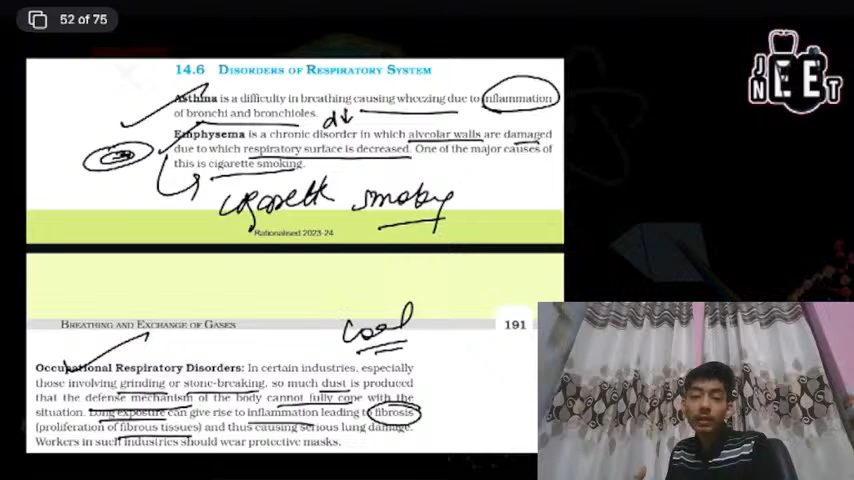 52 of 75
JNEET
14.6 DISORDERS OF RESPIRATORY SYSTEM
Asthma is a difficulty in breathing causing wheezing due to inflammation
of bronchi and bronchioles.
d↓
Emphysema is a chronic disorder in which alveolar walls are damaged
due to which respiratory surface is decreased. One of the major causes of
this is cigarette smoking.
cigarette smoking
Rationalised 2023-24
coal
BREATHING AND EXCHANGE OF GASES
191
Occupational Respiratory Disorders: In certain industries, especially
those involving grinding or stone-breaking, so much dust is produced
that the defense mechanism of the body cannot fully cope with the
situation. Long exposure can give rise to inflammation leading to fibrosis
(proliferation of fibrous tissues) and thus causing serious lung damage.
Workers in such industries should wear protective masks.